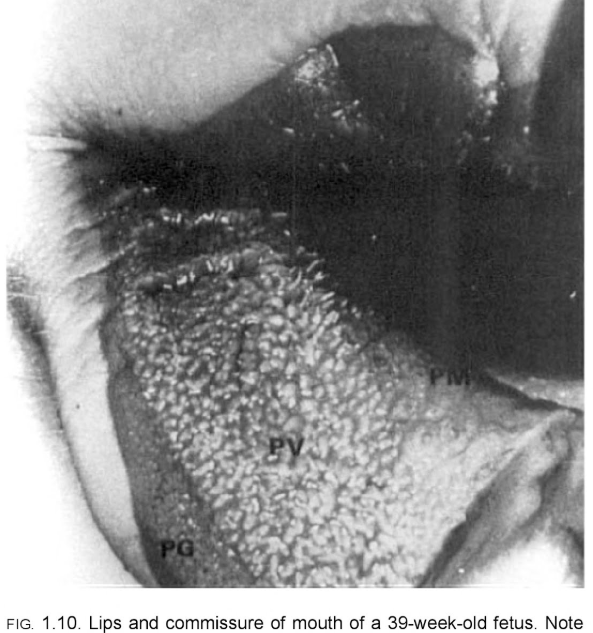 PM
PV
PG
FIG. 1.10. Lips and commissure of mouth of a 39-week-old fetus. Note